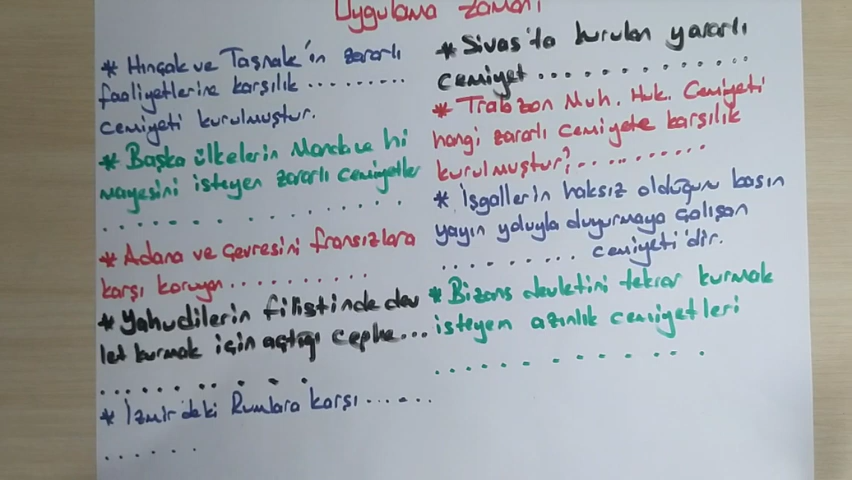 Uygulama zamanı
* Hınçak ve Taşnak'ın zararlı
faaliyetlerine karşılık .........
cemiyeti kurulmuştur.
* Başka ülkelerin Manda ve hi
mayesini isteyen zararlı cemiyetler
. . . . . . . . . . . . . . .
* Adana ve Çevresini fransızlara
karşı koruyan ..........
* Yahudilerin filistinde dev
let kurmak için açtığı cephe...
. . . . . . . . .
* İzmir'deki Rumlara karşı ......
. . . . . .
* Sivas'ta kurulan yararlı
cemiyet .............
* Trabzon Muh. Huk. Cemiyeti
hangi zararlı cemiyete karşılık
kurulmuştur?..........
* İşgallerin haksız olduğunu basın
yayın yoluyla duyurmaya Çalışan
.......... cemiyeti'dir.
* Bizans devletini tekrar kurmak
isteyen azınlık cemiyetleri
. . . . . . . . . . . .